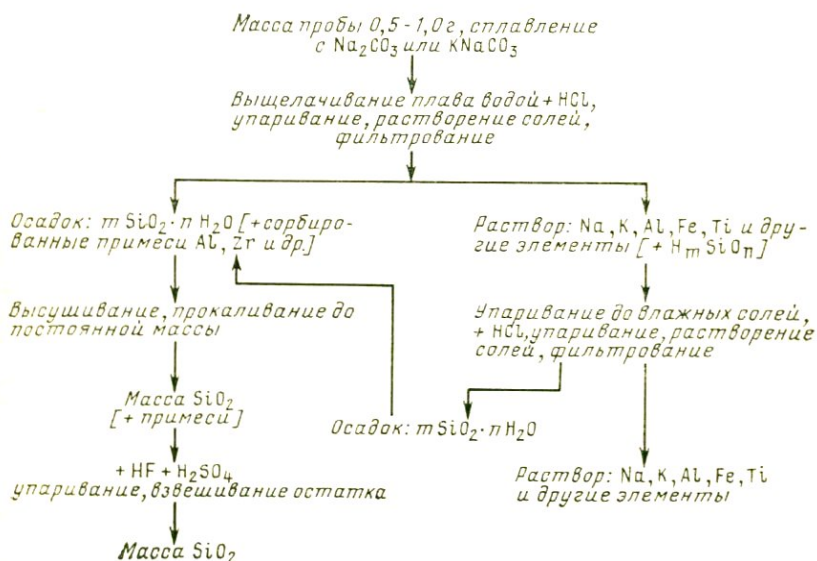 Масса пробы 0,5-1,0 г, сплавление
с Na₂CO₃ или KNaCO₃
Выщелачивание плава водой + HCl,
упаривание, растворение солей,
фильтрование
Осадок: mSiO₂·nH₂O [+сорбиро-
ванные примеси Al, Zr и др.]
Раствор: Na, K, Al, Fe, Ti и дру-
гие элементы [+ HmSiOn]
Высушивание, прокаливание до
постоянной массы
Упаривание до влажных солей,
+ HCl, упаривание, растворение
солей, фильтрование
Масса SiO₂
[+ примеси]
Осадок: mSiO₂·nH₂O
+ HF + H₂SO₄
упаривание, взвешивание остатка
Раствор: Na, K, Al, Fe, Ti
и другие элементы
Масса SiO₂